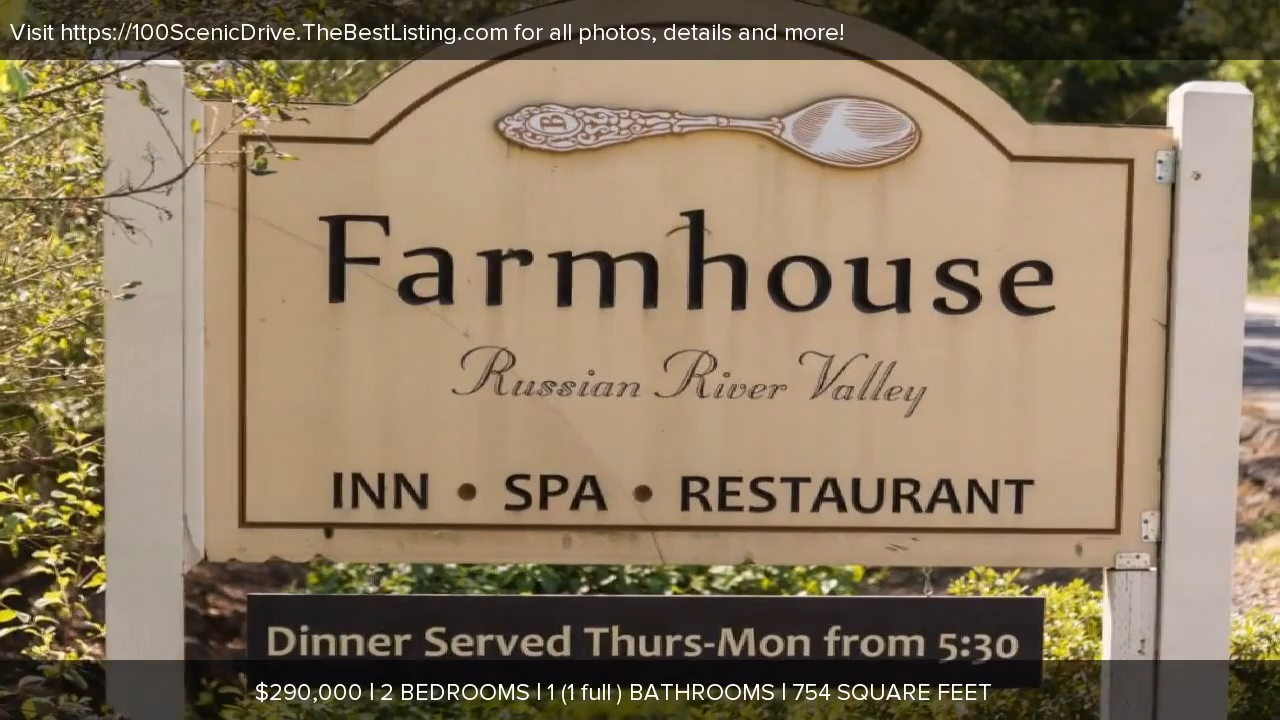 Visit https://100ScenicDrive.TheBestListing.com for all photos, details and more!
B
Farmhouse
Russian River Valley
INN • SPA • RESTAURANT
Dinner Served Thurs-Mon from 5:30
$290,000 | 2 BEDROOMS | 1 (1 full ) BATHROOMS | 754 SQUARE FEET